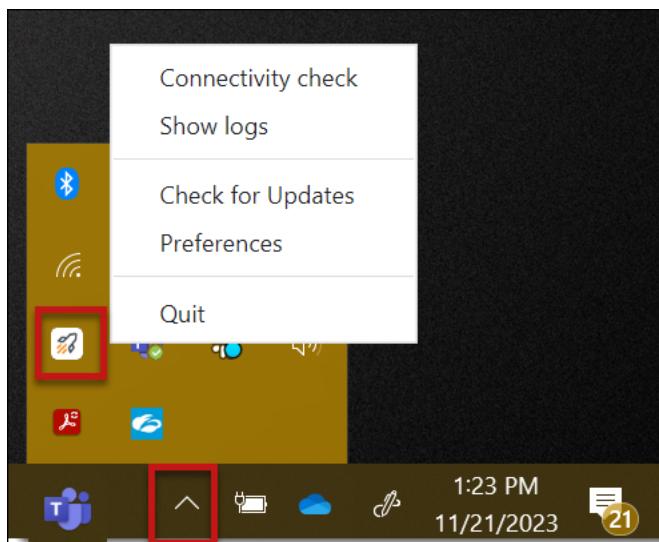 Connectivity check
Show logs
Check for Updates
Preferences
Quit
T
1:23 PM
11/21/2023
21